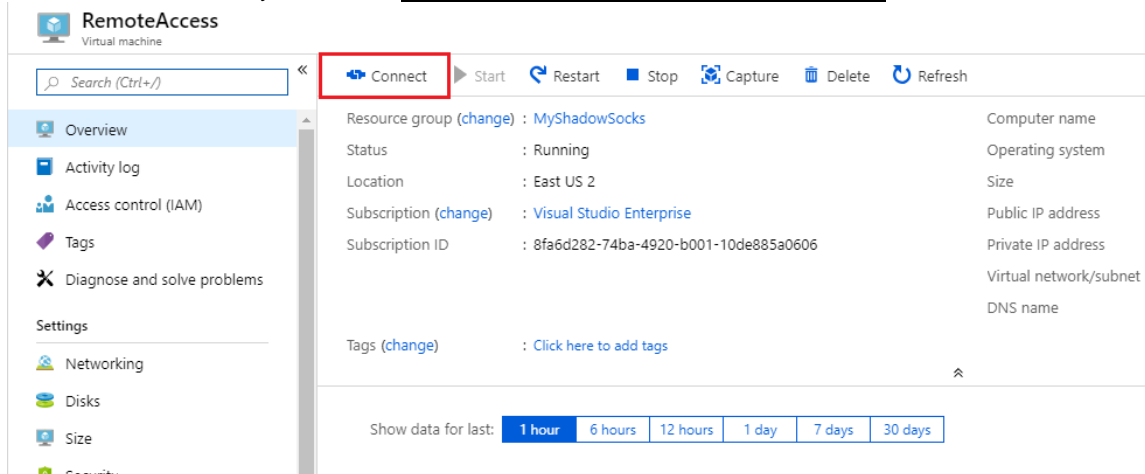 RemoteAccess
Virtual machine
Search (Ctrl+/)
«
Connect Start Restart Stop Capture Delete Refresh
Overview
Activity log
Access control (IAM)
Tags
Diagnose and solve problems
Settings
Networking
Disks
Size
Security
Resource group (change) : MyShadowSocks
Status : Running
Location : East US 2
Subscription (change) : Visual Studio Enterprise
Subscription ID : 8fa6d282-74ba-4920-b001-10de885a0606
Tags (change) : Click here to add tags
Computer name
Operating system
Size
Public IP address
Private IP address
Virtual network/subnet
DNS name
Show data for last: 1 hour 6 hours 12 hours 1 day 7 days 30 days